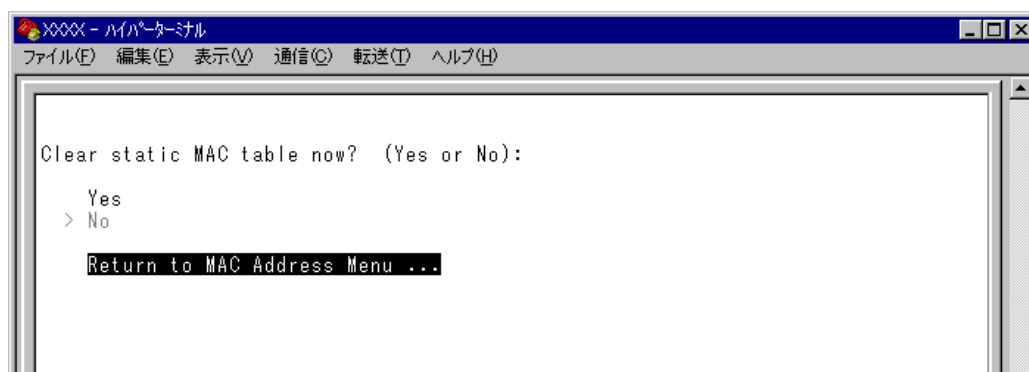 XXXX - ﾊｲﾊﾟｰﾀｰﾐﾅﾙ
ファイル(F) 編集(E) 表示(V) 通信(C) 転送(T) ヘルプ(H)
Clear static MAC table now? (Yes or No):
Yes
> No
Return to MAC Address Menu ...